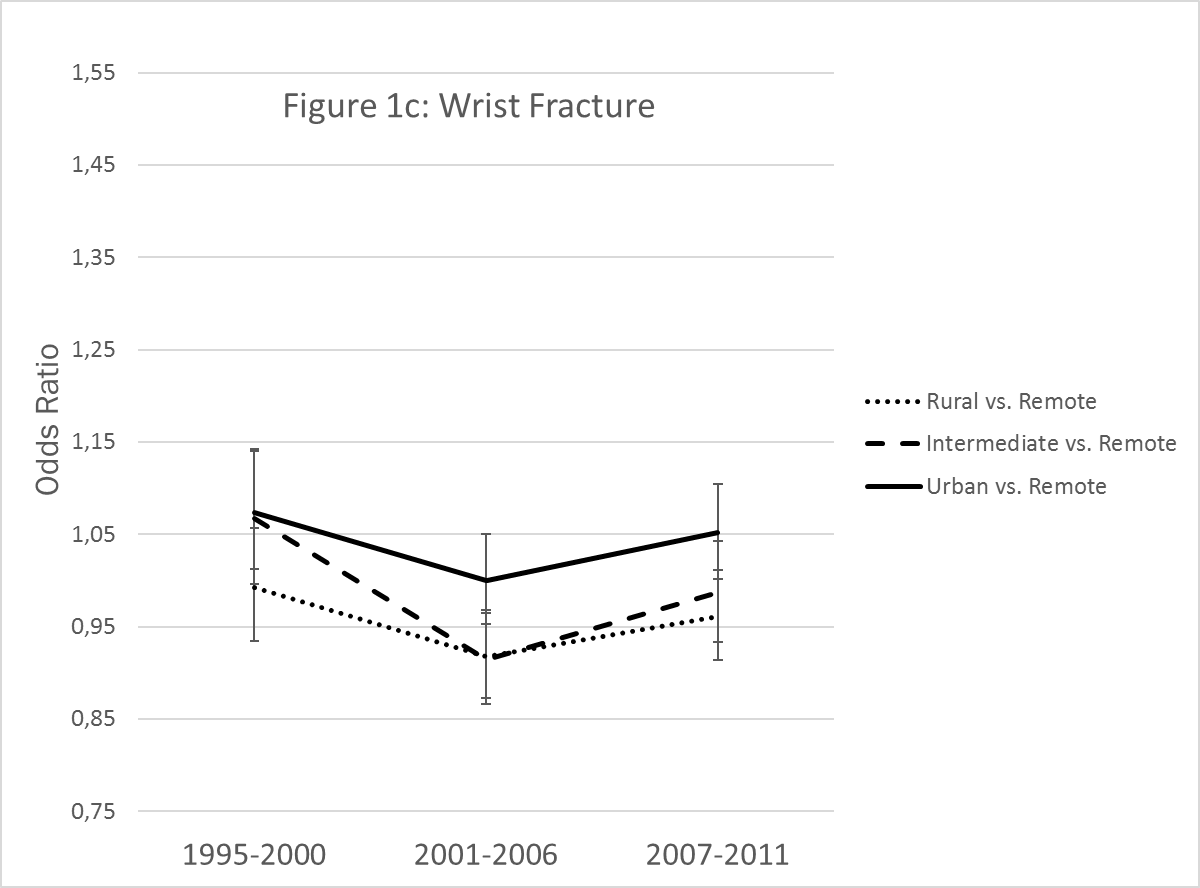 Figure 1c: Wrist Fracture
Odds Ratio
1,55
1,45
1,35
1,25
1,15
1,05
0,95
0,85
0,75
1995-2000
2001-2006
2007-2011
Rural vs. Remote
Intermediate vs. Remote
Urban vs. Remote